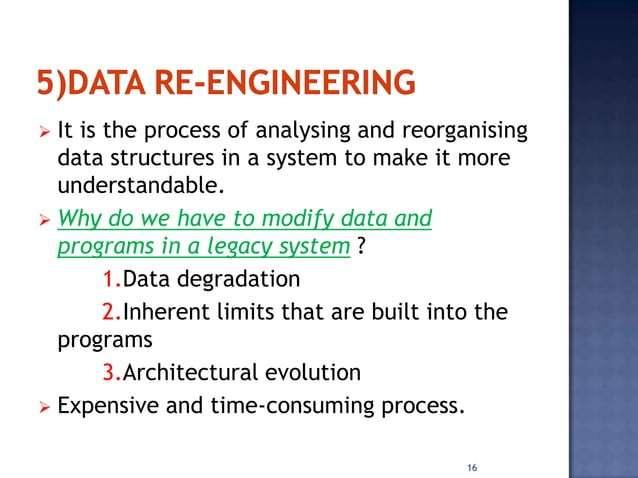 5)DATA RE-ENGINEERING
➢ It is the process of analysing and reorganising
data structures in a system to make it more
understandable.
➢ Why do we have to modify data and
programs in a legacy system ?
1.Data degradation
2.Inherent limits that are built into the
programs
3.Architectural evolution
➢ Expensive and time-consuming process.
16